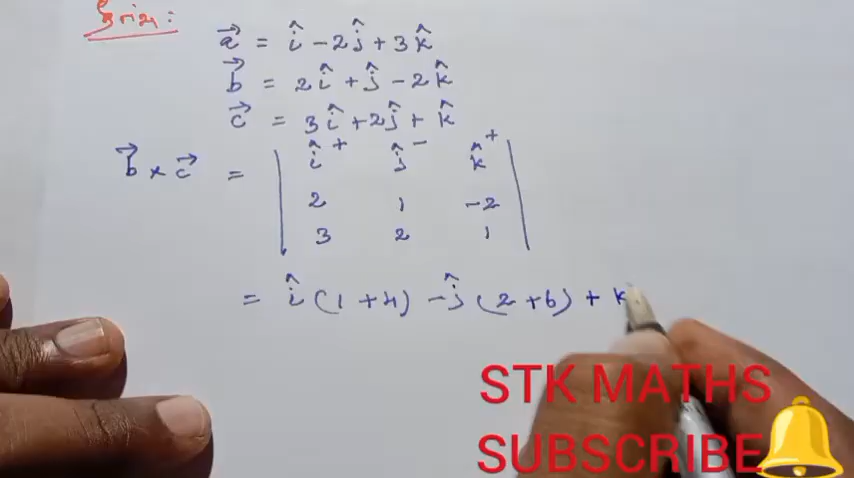 a⃗ = î - 2ĵ + 3k̂
b⃗ = 2î + ĵ - 2k̂
c⃗ = 3î + 2ĵ + k̂
b⃗ × c⃗ = | î⁺ ĵ⁻ k̂⁺ |
2 1 -2
3 2 1
= î (1 + 4) - ĵ (2 + 6) + k
STK MATHS
SUBSCRIBE